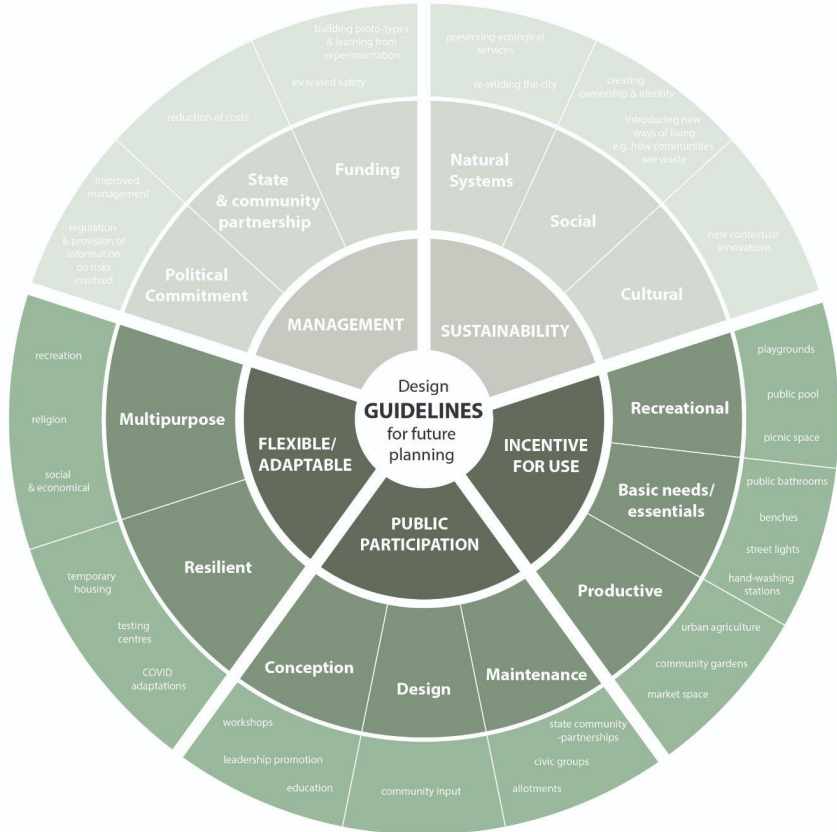 Design
GUIDELINES
for future
planning
MANAGEMENT
Political
Commitment
State
& community
partnership
Funding
improved
management
regulation
& provision of
information
on risks
involved
reduction of costs
building proto-types
& learning from
experimentation
increased safety
SUSTAINABILITY
Natural
Systems
Social
Cultural
preserving ecological
services
re-wilding the city
creating
ownership & identity
introducing new
ways of living
e.g. how communities
see waste
new contextual
innovations
INCENTIVE
FOR USE
Recreational
Basic needs/
essentials
Productive
playgrounds
public pool
picnic space
public bathrooms
benches
street lights
hand-washing
stations
urban agriculture
community gardens
market space
PUBLIC
PARTICIPATION
Conception
Design
Maintenance
workshops
leadership promotion
education
community input
state community
-partnerships
civic groups
allotments
FLEXIBLE/
ADAPTABLE
Multipurpose
Resilient
recreation
religion
social
& economical
temporary
housing
testing
centres
COVID
adaptations